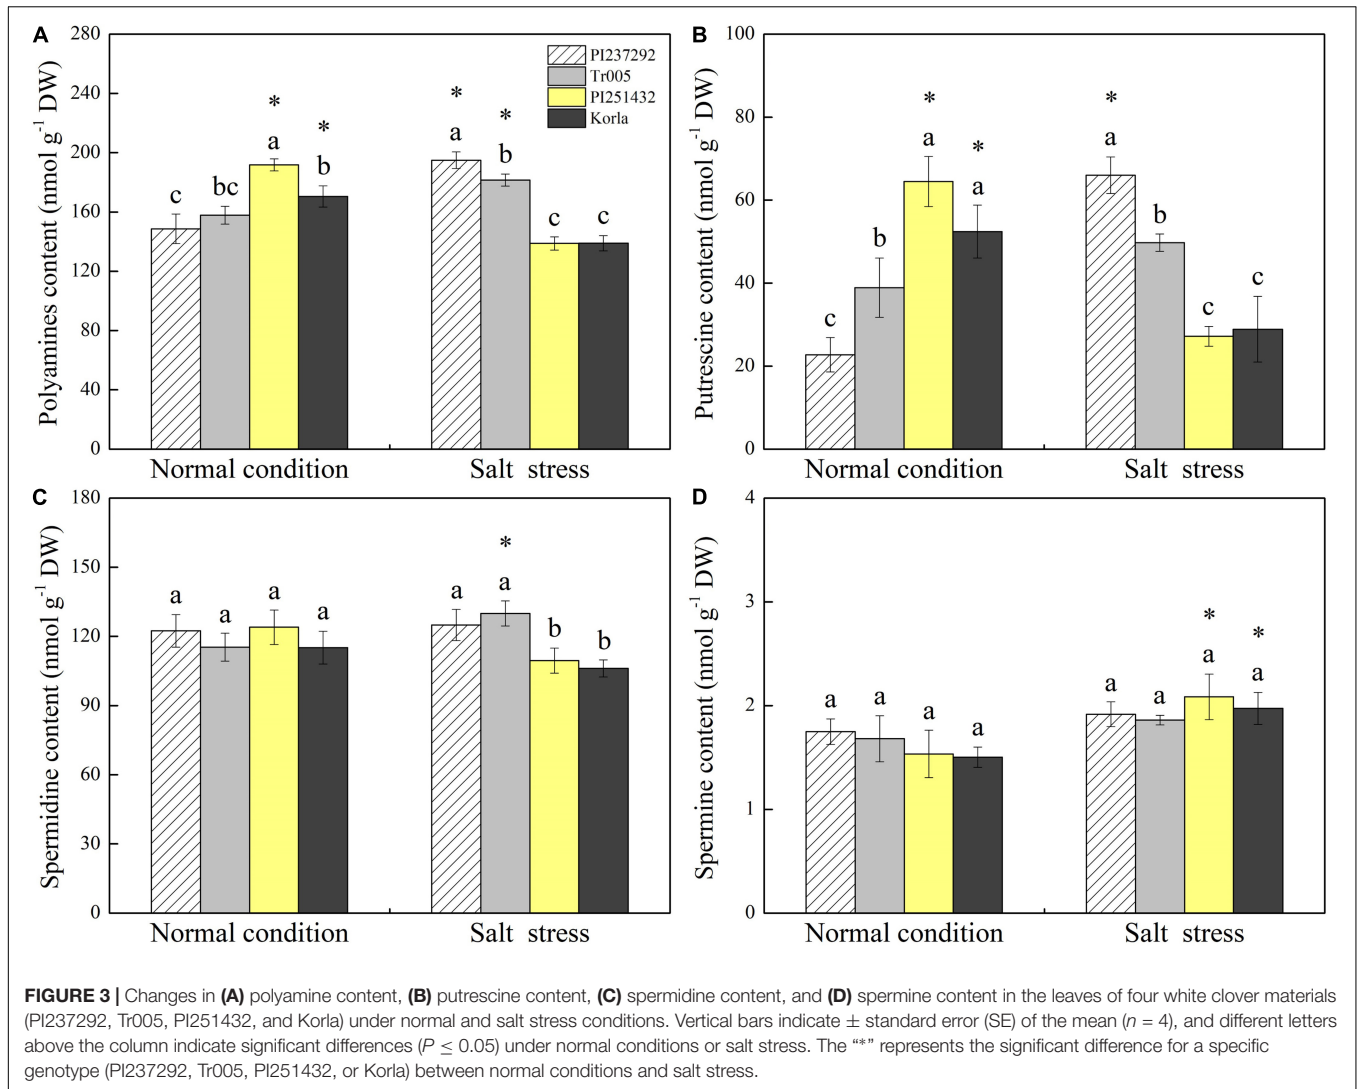 A
Polyamines content (nmol g⁻¹ DW)
280
240
200
160
120
80
40
0
PI237292
Tr005
PI251432
Korla
c
bc
*
a
*
b
*
a
*
b
c
c
Normal condition
Salt stress
B
Putrescine content (nmol g⁻¹ DW)
100
80
60
40
20
0
c
b
*
a
*
a
*
a
b
c
c
Normal condition
Salt stress
C
Spermidine content (nmol g⁻¹ DW)
180
150
120
90
60
30
0
a
a
a
a
a
*
a
b
b
Normal condition
Salt stress
D
Spermine content (nmol g⁻¹ DW)
4
3
2
1
0
a
a
a
a
a
a
*
a
*
a
Normal condition
Salt stress
FIGURE 3 | Changes in (A) polyamine content, (B) putrescine content, (C) spermidine content, and (D) spermine content in the leaves of four white clover materials
(PI237292, Tr005, PI251432, and Korla) under normal and salt stress conditions. Vertical bars indicate ± standard error (SE) of the mean (n = 4), and different letters
above the column indicate significant differences (P ≤ 0.05) under normal conditions or salt stress. The “*” represents the significant difference for a specific
genotype (PI237292, Tr005, PI251432, or Korla) between normal conditions and salt stress.